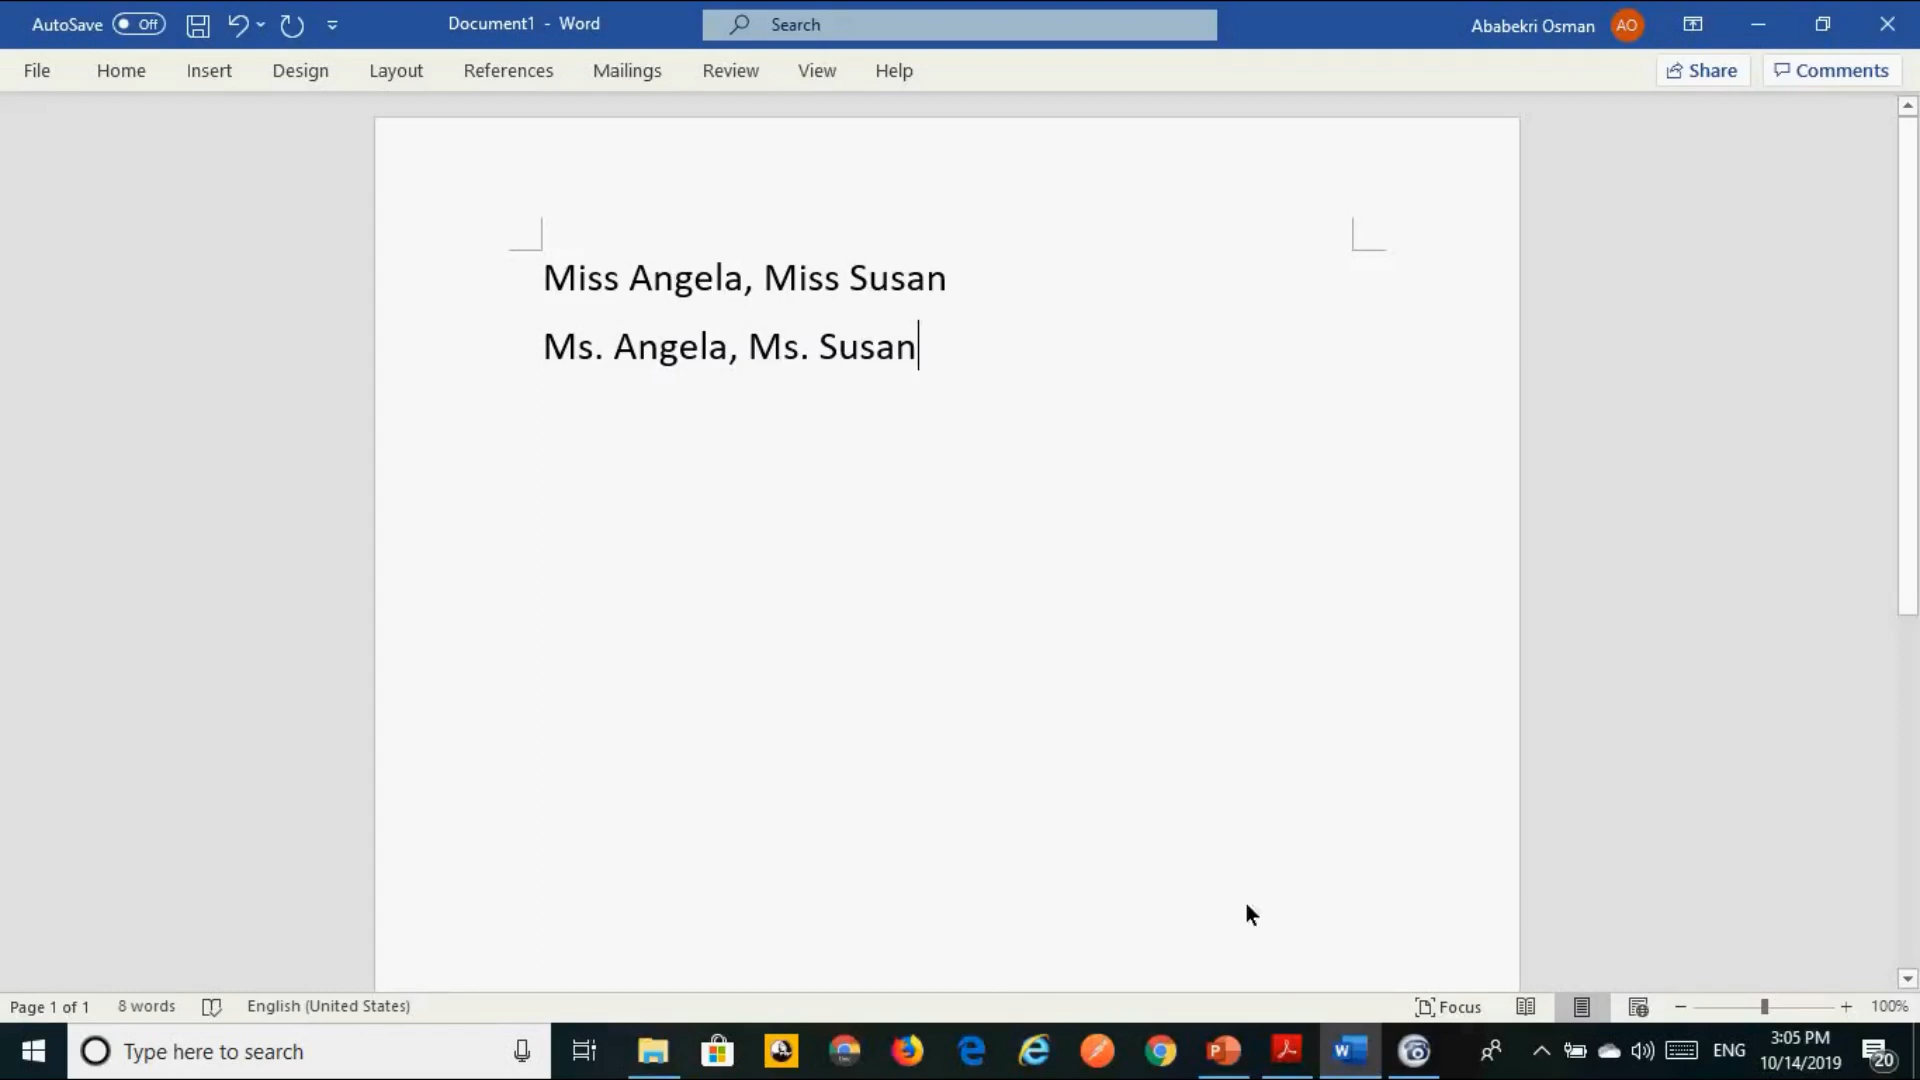 AutoSave Off Document1 - Word Search Ababekri Osman AO
File Home Insert Design Layout References Mailings Review View Help Share Comments
Miss Angela, Miss Susan
Ms. Angela, Ms. Susan
Page 1 of 1 8 words English (United States) Focus 100%
Type here to search ENG 3:05 PM
10/14/2019 20